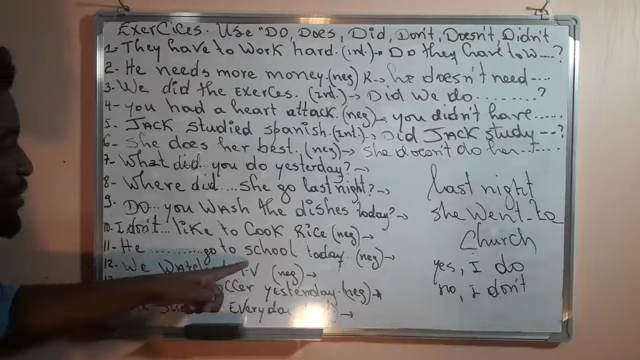 ExerCices. Use "DO, Does, Did, Don't, Doesn't, Didn't
1- They have to Work hard. (int.) → Do they have to w....?
2- He needs more money. (neg) R → he doesn't need....
3- We did the Exerces. (int.) → Did We do.........?
4- you had a heart attack. (neg) → you didn't have......
5- JACK studied spanish. (int.) → Did JACK study --?
6- She does her best. (neg) → she doesn't do her......
7- What did... you do yesterday? →
8- Where did.... she go last night? →
9- DO... you WASh the dishes today? →
10- I don't... like to Cook Rice (neg) →
11- He ............ go to school today. (neg) →
12- We Watch TV (neg) →
yesterday. (neg) →
Everyday →
last night
she Went to
Church
yes, I do
no, I don't